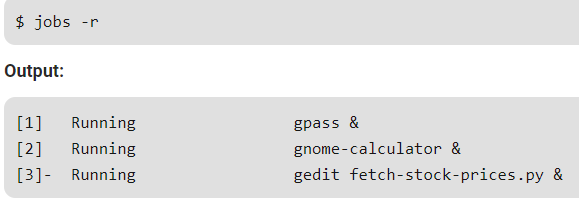 $ jobs -r
Output:
[1]   Running                 gpass &
[2]   Running                 gnome-calculator &
[3]-  Running                 gedit fetch-stock-prices.py &